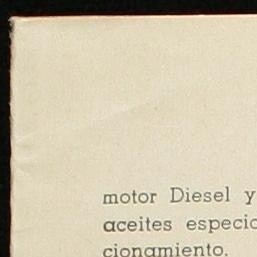 motor Diesel y
aceites especia
cionamiento.